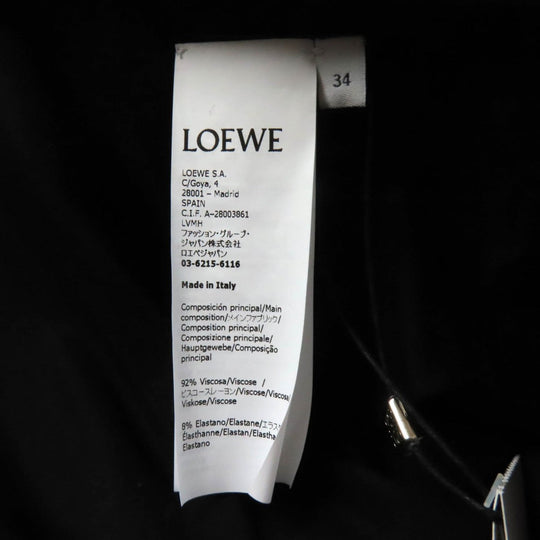 34
LOEWE
LOEWE S.A.
C/Goya, 4
28001 - Madrid
SPAIN
C.I.F. A-28003861
LVMH
ファッション・グループ・
ジャパン株式会社
ロエベジャパン
03-6215-6116
Made in Italy
Composición principal/Main
composition/メインファブリック/
Composition principal/
Composizione principale/
Hauptgewebe/Composição
principal
92% Viscosa/Viscose /
ビスコースレーヨン/Viscose/Viscosa/
Viskose/Viscose
8% Elastano/Elastane/エラス
Élasthanne/Elastan/Elastha
Elastano